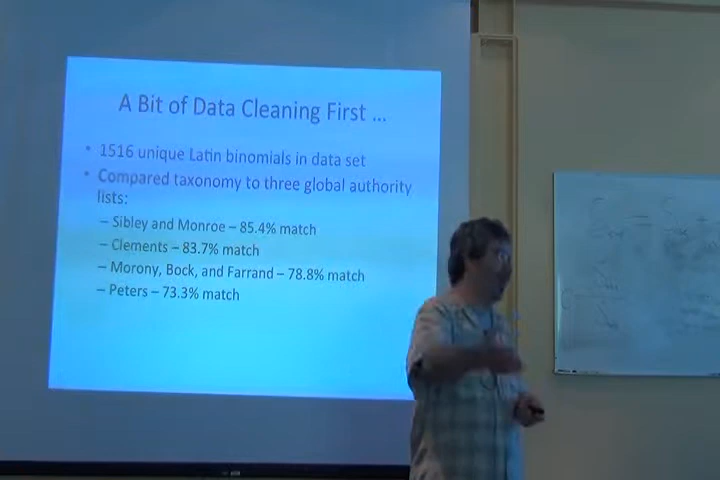 A Bit of Data Cleaning First ...
• 1516 unique Latin binomials in data set
• Compared taxonomy to three global authority
lists:
– Sibley and Monroe – 85.4% match
– Clements – 83.7% match
– Morony, Bock, and Farrand – 78.8% match
– Peters – 73.3% match